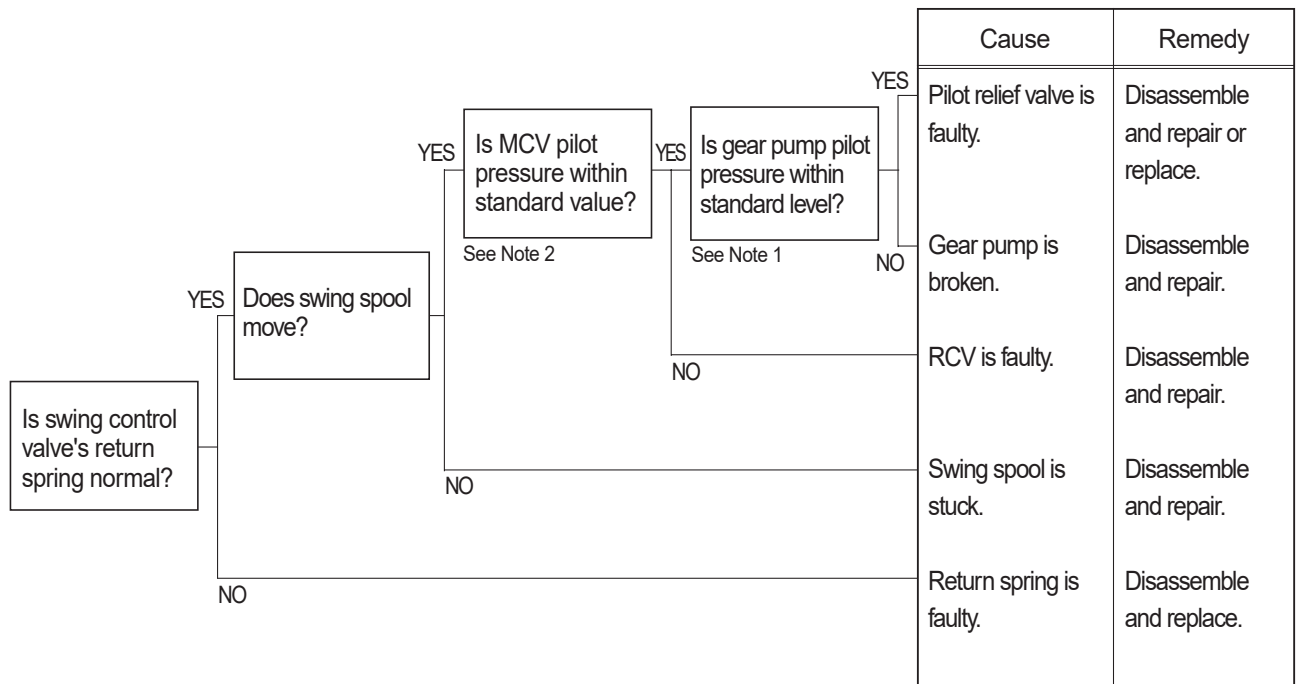 Cause
Remedy
YES
Pilot relief valve is
faulty.
Disassemble
and repair or
replace.
YES
Is MCV pilot
pressure within
standard value?
See Note 2
YES
Is gear pump pilot
pressure within
standard level?
See Note 1
NO
Gear pump is
broken.
Disassemble
and repair.
YES
Does swing spool
move?
NO
RCV is faulty.
Disassemble
and repair.
Is swing control
valve's return
spring normal?
NO
Swing spool is
stuck.
Disassemble
and repair.
NO
Return spring is
faulty.
Disassemble
and replace.